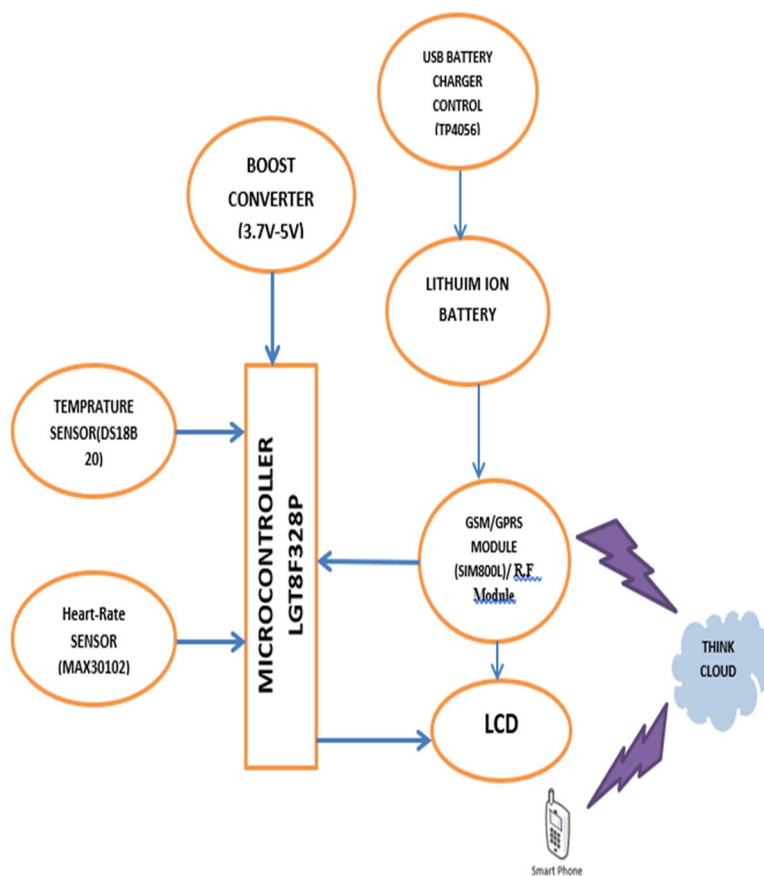 USB BATTERY
CHARGER
CONTROL
(TP4056)
BOOST
CONVERTER
(3.7V-5V)
LITHUIM ION
BATTERY
TEMPRATURE
SENSOR(DS18B
20)
MICROCONTROLLER
LGT8F328P
GSM/GPRS
MODULE
(SIM800L)/ R.F
Module
Heart-Rate
SENSOR
(MAX30102)
THINK
CLOUD
LCD
Smart Phone